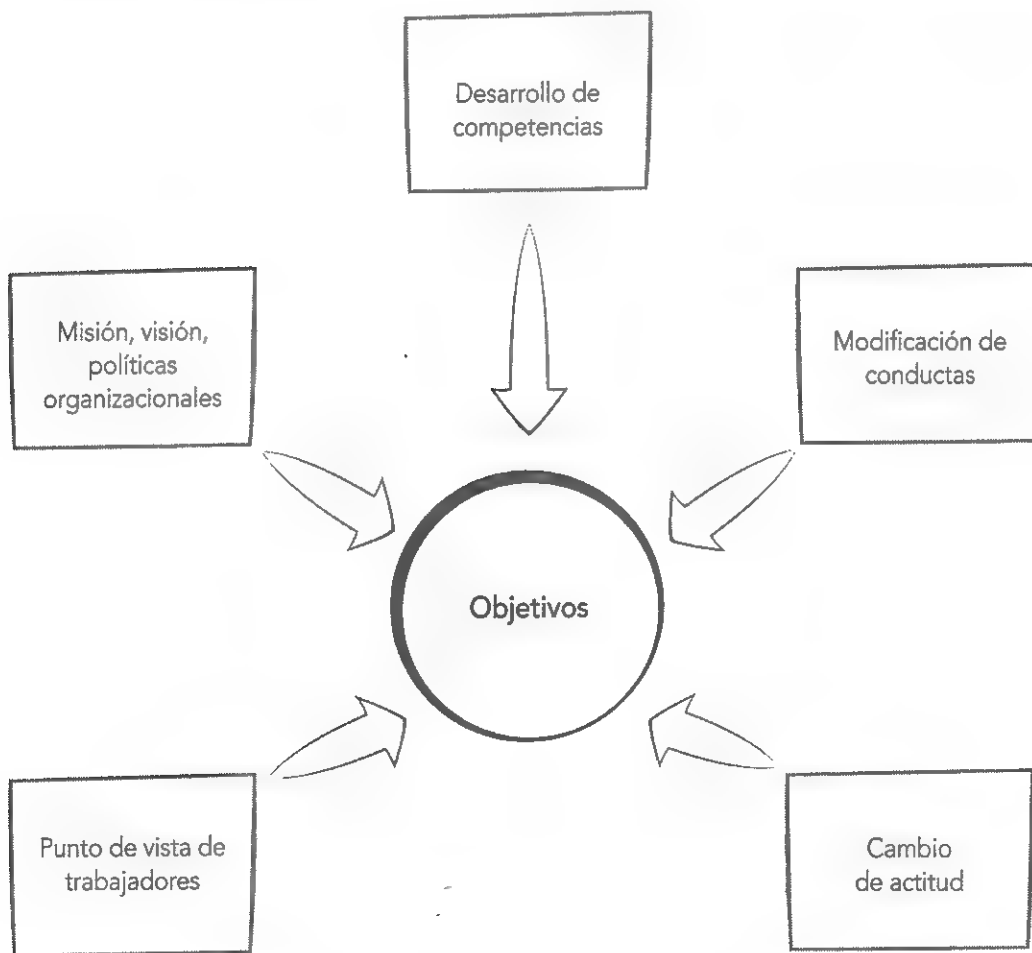 Desarrollo de
competencias
Misión, visión,
políticas
organizacionales
Modificación de
conductas
Objetivos
Punto de vista de
trabajadores
Cambio
de actitud